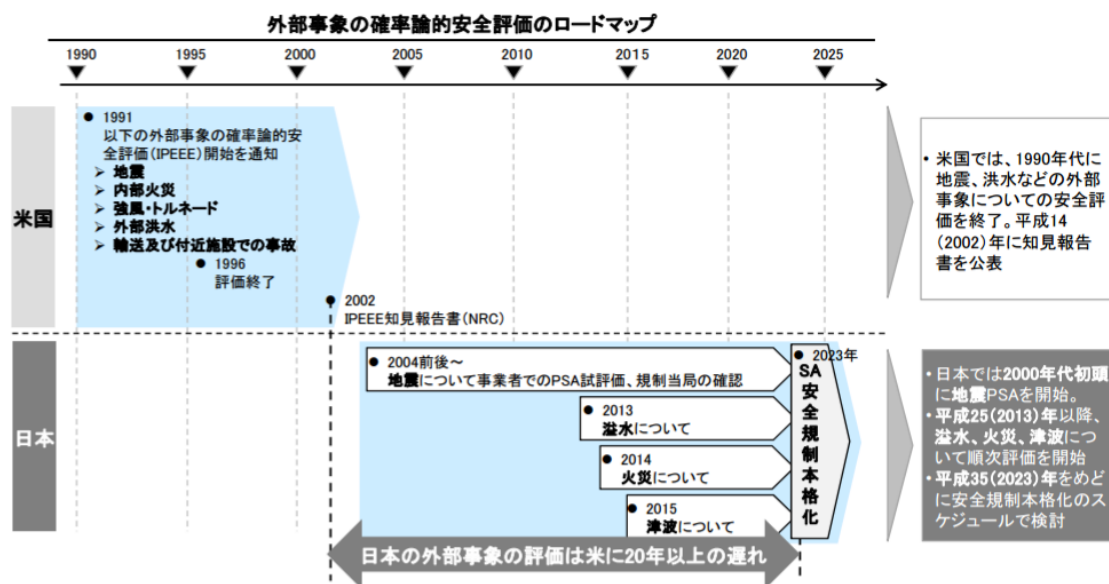 外部事象の確率論的安全評価のロードマップ
1990
1995
2000
2005
2010
2015
2020
2025
米国
● 1991
以下の外部事象の確率論的安
全評価(IPEEE)開始を通知
➢ 地震
➢ 内部火災
➢ 強風・トルネード
➢ 外部洪水
➢ 輸送及び付近施設での事故
● 1996
評価終了
● 2002
IPEEE知見報告書(NRC)
• 米国では、1990年代に
地震、洪水などの外部
事象についての安全評
価を終了。平成14
(2002)年に知見報告
書を公表
日本
● 2004前後～
地震について事業者でのPSA試評価、規制当局の確認
● 2013
溢水について
● 2014
火災について
● 2015
津波について
● 2023年
SA安全規制本格化
日本の外部事象の評価は米に20年以上の遅れ
• 日本では2000年代初頭
に地震PSAを開始。
• 平成25(2013)年以降、
溢水、火災、津波につ
いて順次評価を開始
• 平成35(2023)年をめど
に安全規制本格化のス
ケジュールで検討